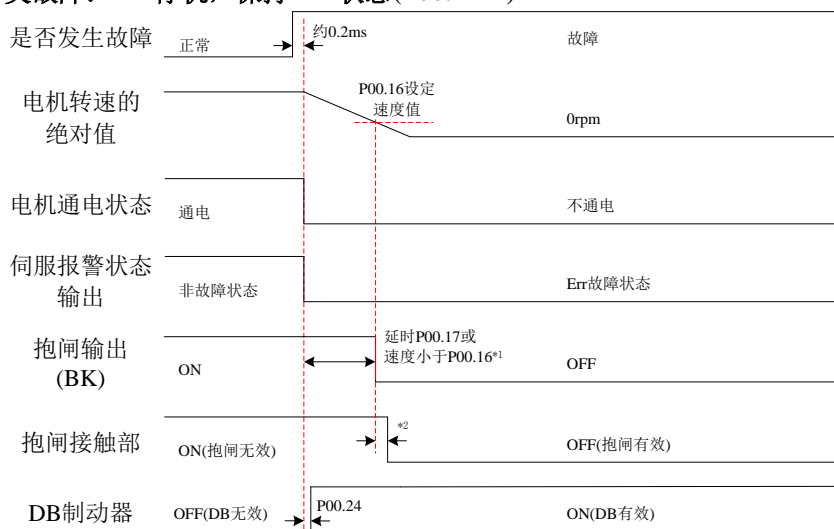 是否发生故障
正常
约0.2ms
故障
电机转速的
绝对值
P00.16设定
速度值
0rpm
电机通电状态
通电
不通电
伺服报警状态
输出
非故障状态
Err故障状态
抱闸输出
(BK)
ON
延时P00.17或
速度小于P00.16*1
OFF
抱闸接触部
ON(抱闸无效)
*2
OFF(抱闸有效)
DB制动器
OFF(DB无效)
P00.24
ON(DB有效)